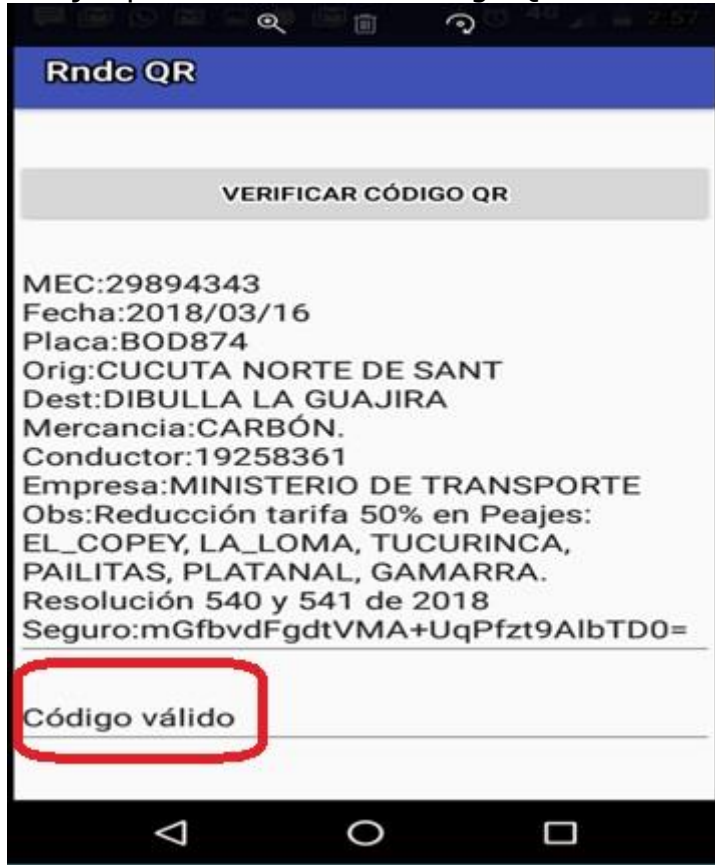 2:57
Rndc QR
VERIFICAR CÓDIGO QR
MEC:29894343
Fecha:2018/03/16
Placa:BOD874
Orig:CUCUTA NORTE DE SANT
Dest:DIBULLA LA GUAJIRA
Mercancia:CARBÓN.
Conductor:19258361
Empresa:MINISTERIO DE TRANSPORTE
Obs:Reducción tarifa 50% en Peajes:
EL_COPEY, LA_LOMA, TUCURINCA,
PAILITAS, PLATANAL, GAMARRA.
Resolución 540 y 541 de 2018
Seguro:mGfbvdFgdtVMA+UqPfzt9AlbTD0=
Código válido